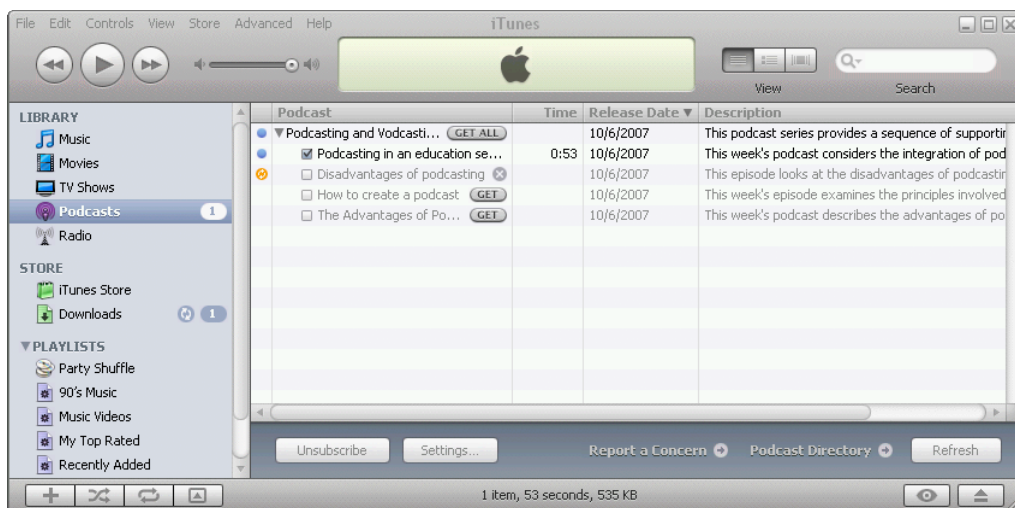 File Edit Controls View Store Advanced Help
iTunes
View
Search
LIBRARY
Music
Movies
TV Shows
Podcasts 1
Radio
STORE
iTunes Store
Downloads 1
PLAYLISTS
Party Shuffle
90's Music
Music Videos
My Top Rated
Recently Added
Podcast Time Release Date Description
Podcasting and Vodcasti... GET ALL 10/6/2007 This podcast series provides a sequence of supportin
Podcasting in an education se... 0:53 10/6/2007 This week's podcast considers the integration of pod
Disadvantages of podcasting 10/6/2007 This episode looks at the disadvantages of podcastin
How to create a podcast GET 10/6/2007 This week's episode examines the principles involved
The Advantages of Po... GET 10/6/2007 This week's podcast describes the advantages of po
Unsubscribe Settings... Report a Concern Podcast Directory Refresh
1 item, 53 seconds, 535 KB